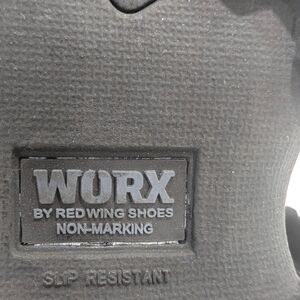 WORX
BY RED WING SHOES
NON-MARKING
SLIP RESISTANT